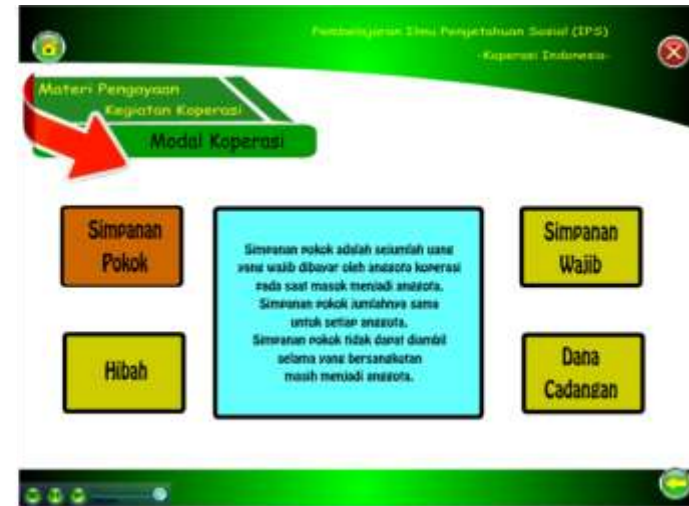 Pembelajaran Ilmu Pengetahuan Sosial (IPS)
-Koperasi Indonesia-
Materi Pengayaan
Kegiatan Koperasi
Modal Koperasi
Simpanan
Pokok
Simpanan pokok adalah sejumlah uang
yang wajib dibayar oleh anggota koperasi
pada saat masuk menjadi anggota.
Simpanan pokok jumlahnya sama
untuk setiap anggota.
Simpanan pokok tidak dapat diambil
selama yang bersangkutan
masih menjadi anggota.
Simpanan
Wajib
Hibah
Dana
Cadangan